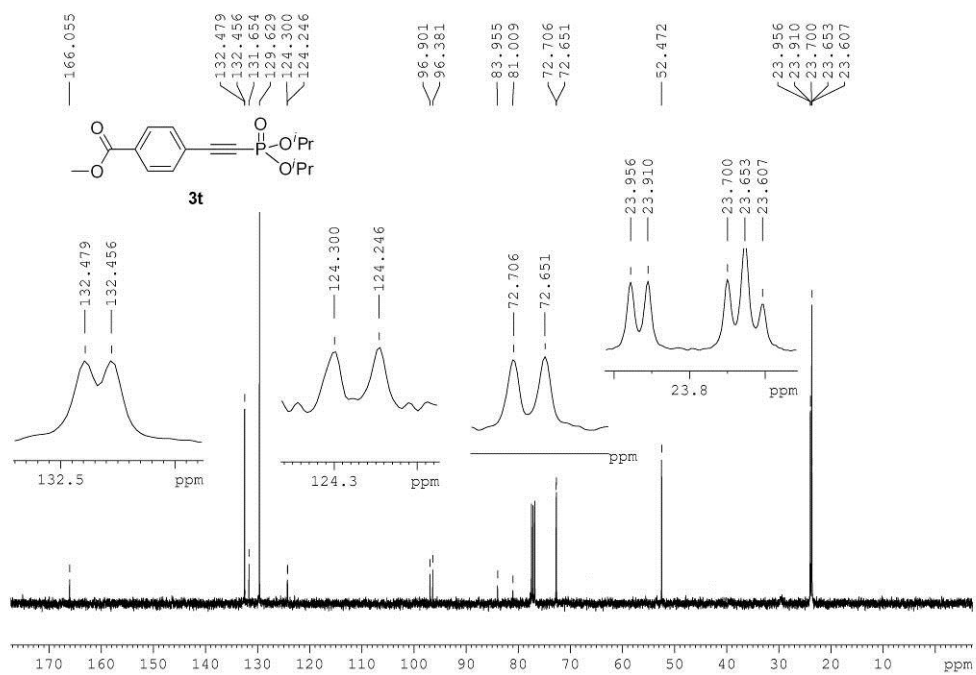 166.055
132.479
132.456
131.654
129.629
124.300
124.246
96.901
96.381
83.955
81.009
72.706
72.651
52.472
23.956
23.910
23.700
23.653
23.607
O
O
O
P
OⁱPr
OⁱPr
3t
132.479
132.456
132.5 ppm
124.300
124.246
124.3 ppm
72.706
72.651
ppm
23.956
23.910
23.700
23.653
23.607
23.8 ppm
170 160 150 140 130 120 110 100 90 80 70 60 50 40 30 20 10 ppm